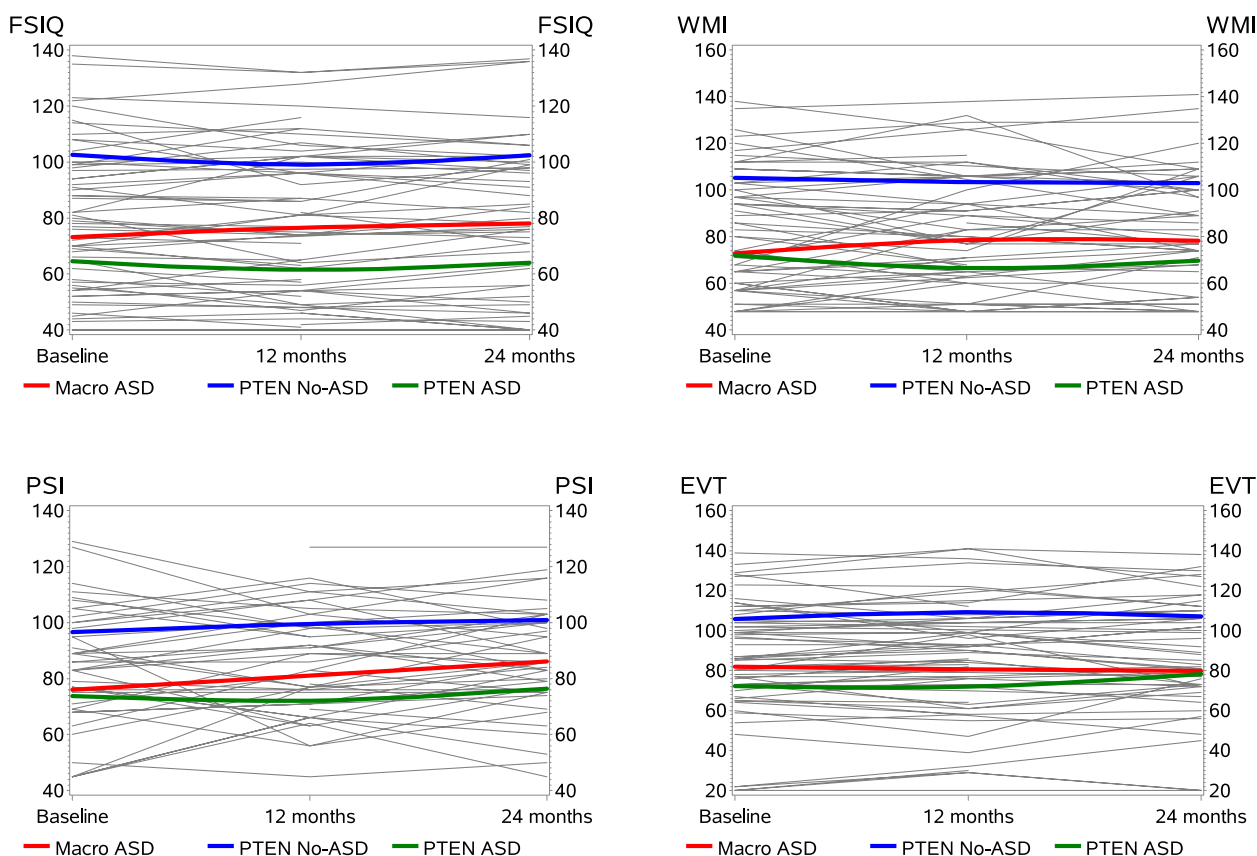 FSIQ FSIQ
140 140
120 120
100 100
80 80
60 60
40 40
Baseline 12 months 24 months
Macro ASD PTEN No-ASD PTEN ASD
WMI WMI
160 160
140 140
120 120
100 100
80 80
60 60
40 40
Baseline 12 months 24 months
Macro ASD PTEN No-ASD PTEN ASD
PSI PSI
140 140
120 120
100 100
80 80
60 60
40 40
Baseline 12 months 24 months
Macro ASD PTEN No-ASD PTEN ASD
EVT EVT
160 160
140 140
120 120
100 100
80 80
60 60
40 40
20 20
Baseline 12 months 24 months
Macro ASD PTEN No-ASD PTEN ASD